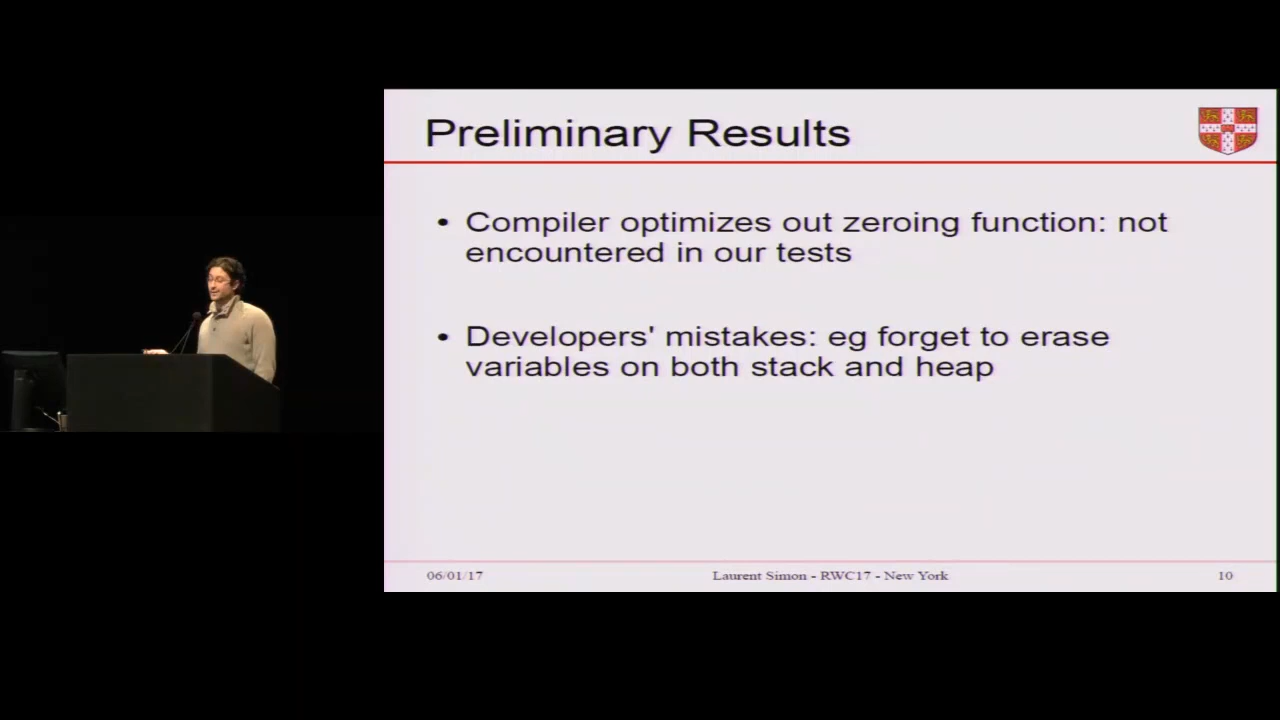 Preliminary Results
• Compiler optimizes out zeroing function: not
encountered in our tests
• Developers' mistakes: eg forget to erase
variables on both stack and heap
06/01/17 Laurent Simon - RWC17 - New York 10